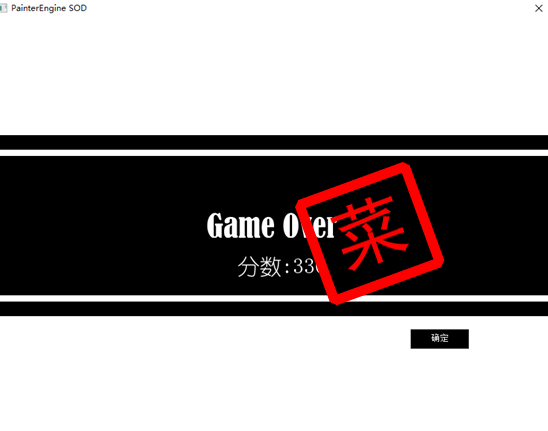 PainterEngine SOD
Game Over
分数:33
菜
确定